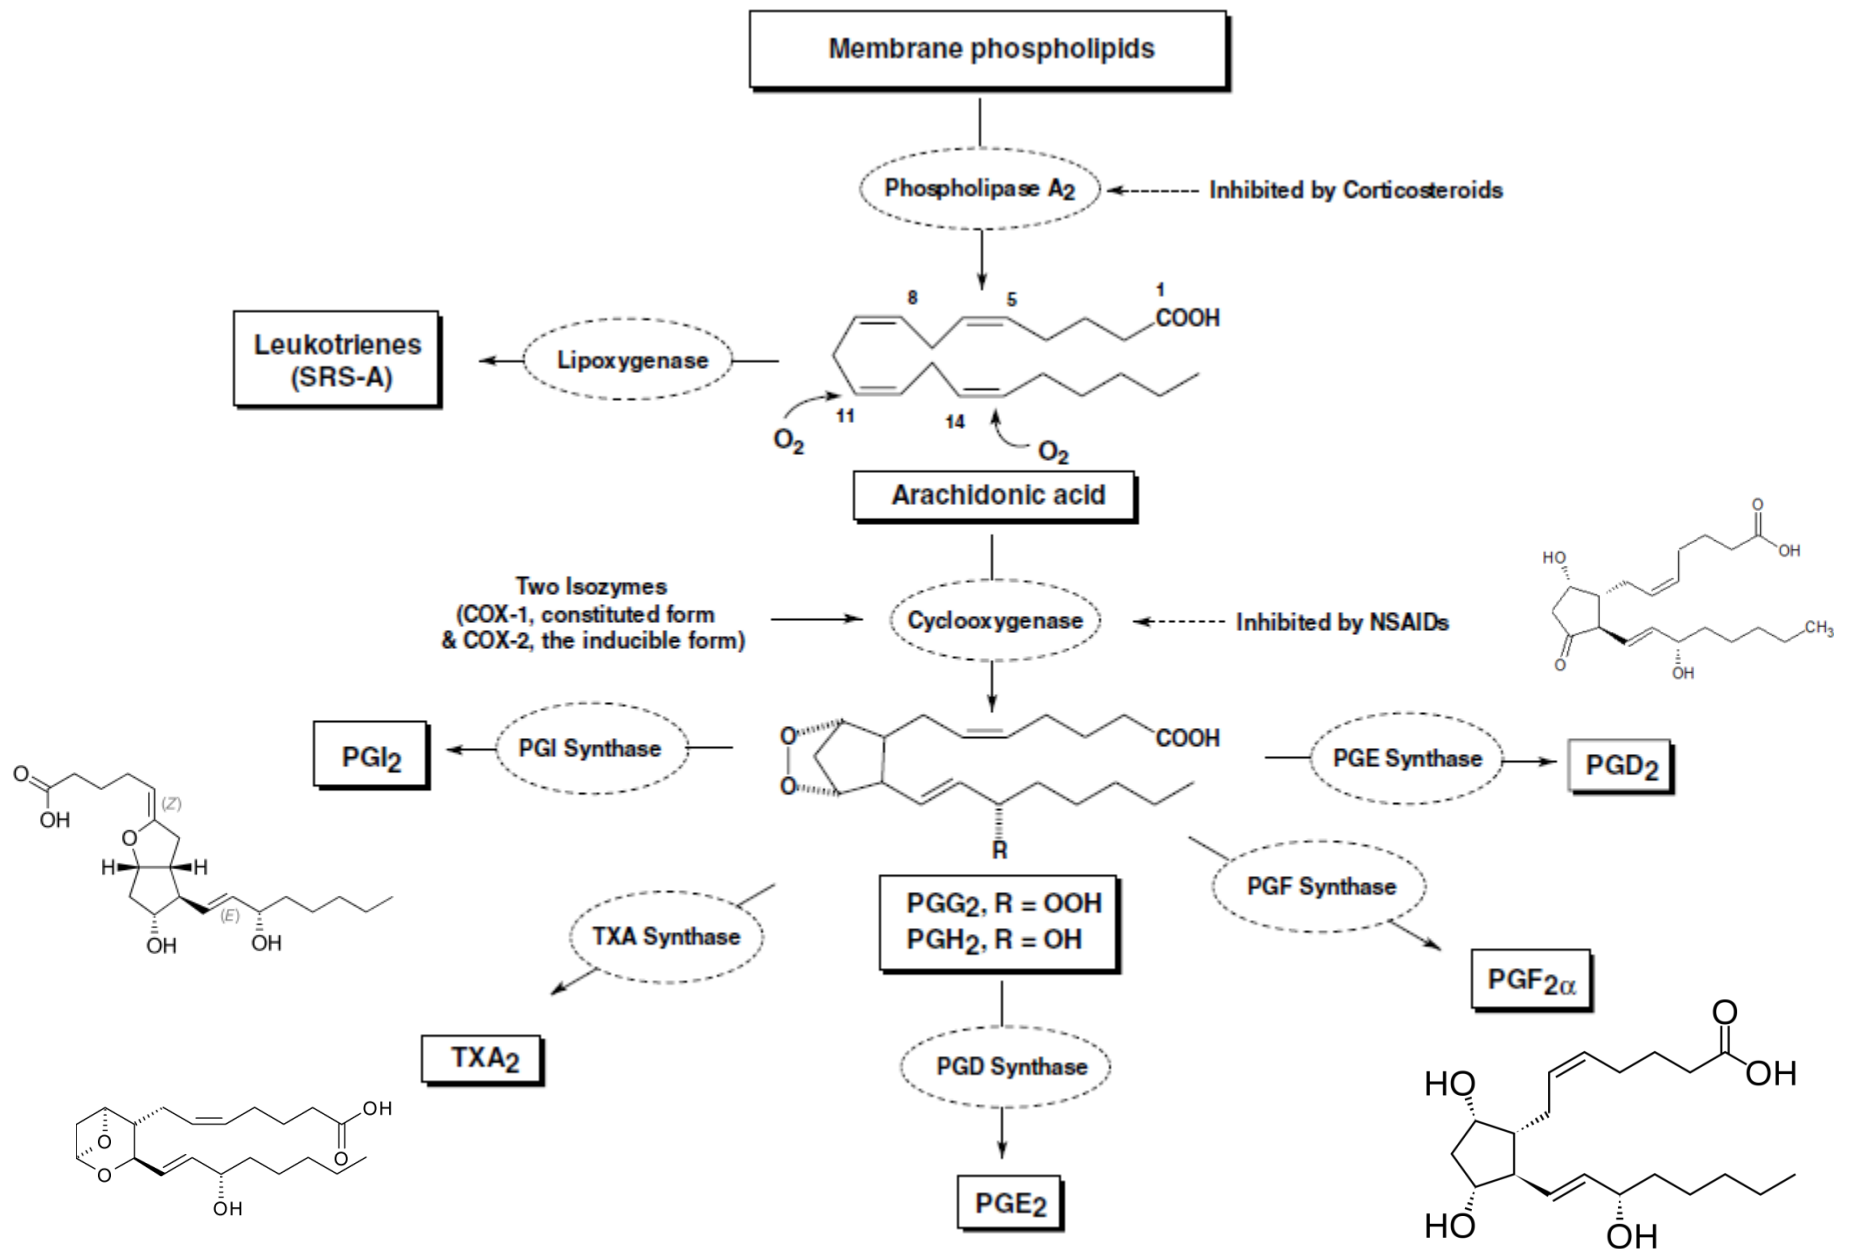 Membrane phospholipids
Phospholipase A2
Inhibited by Corticosteroids
8
5
1
COOH
Leukotrienes
(SRS-A)
Lipoxygenase
11
14
O2
O2
Arachidonic acid
O
OH
HO
CH3
O
OH
Two Isozymes
(COX-1, constituted form
& COX-2, the inducible form)
Cyclooxygenase
Inhibited by NSAIDs
PGI2
PGI Synthase
O
O
COOH
R
PGE Synthase
PGD2
O
OH
(Z)
O
H
H
(E)
OH
OH
TXA Synthase
PGG2, R = OOH
PGH2, R = OH
PGF Synthase
PGF2α
TXA2
PGD Synthase
PGE2
OH
O
O
O
OH
O
OH
HO
HO
OH